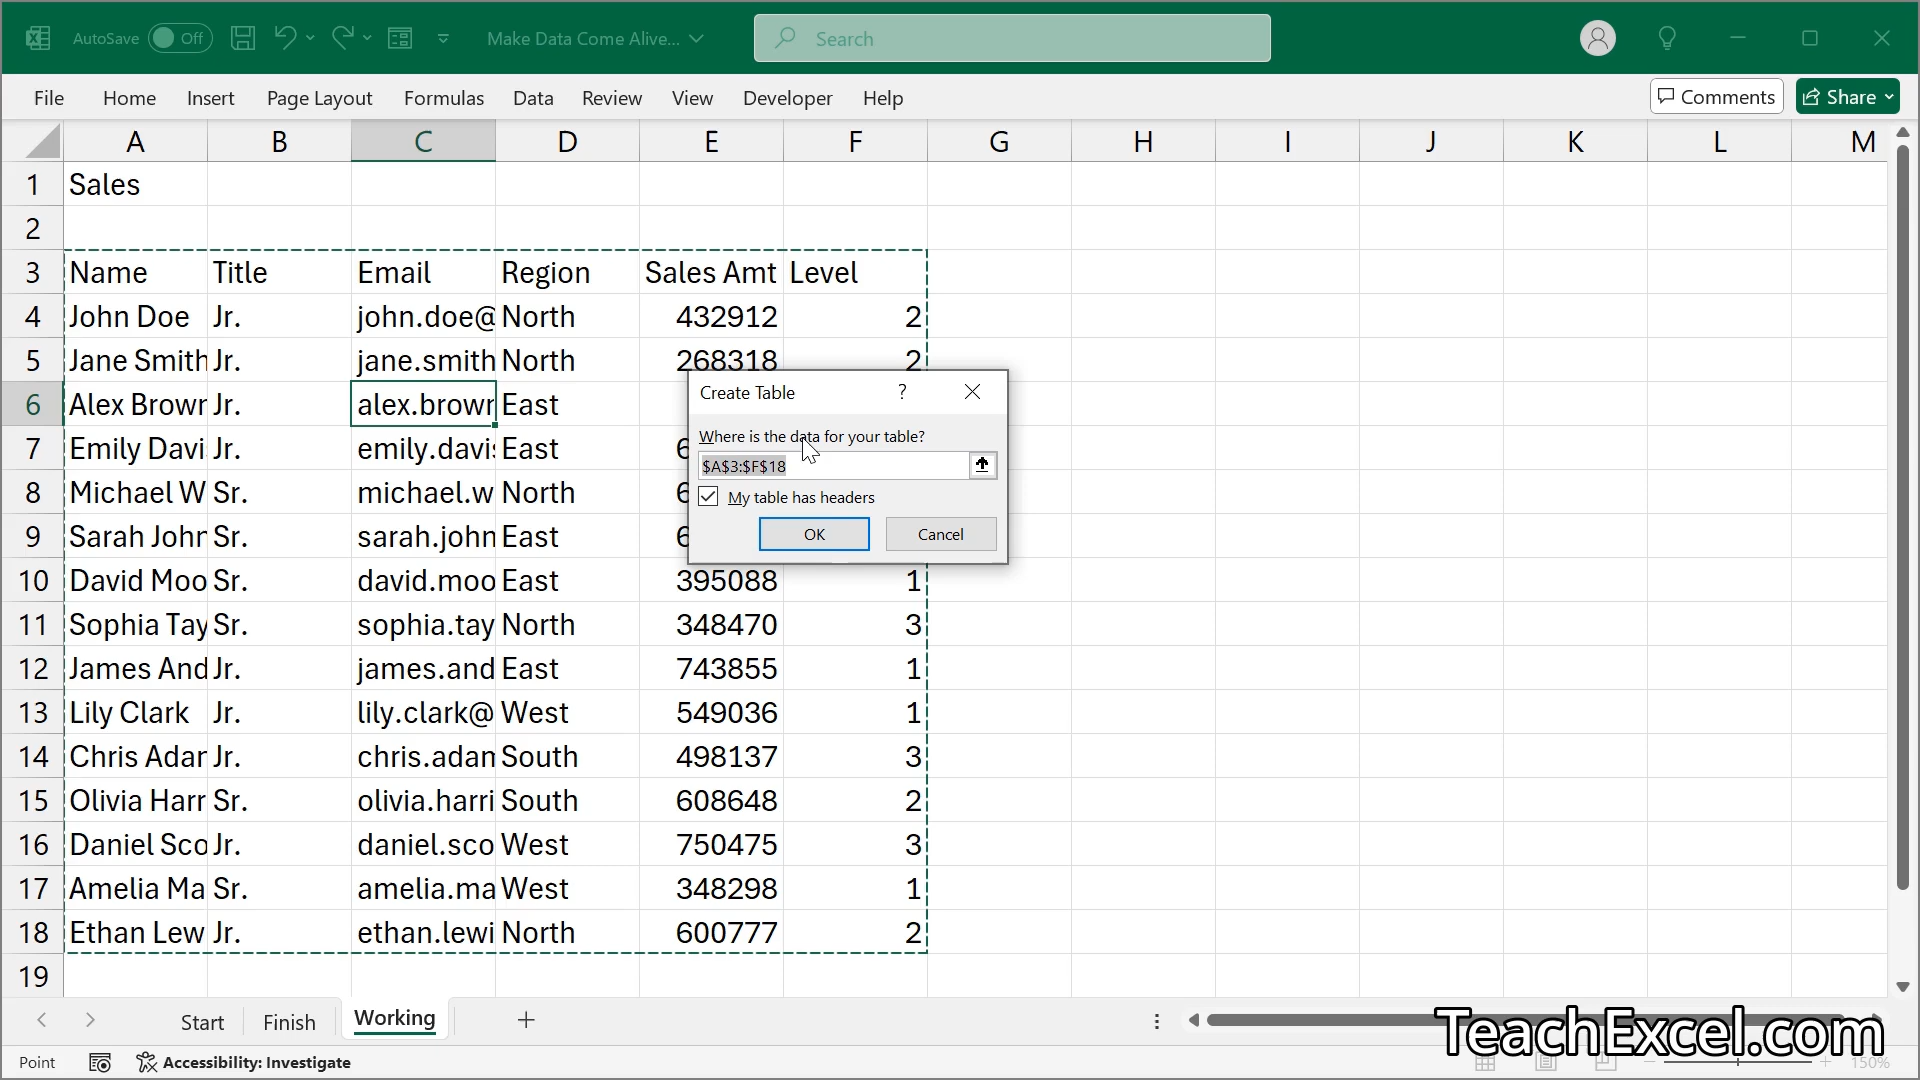 AutoSave Off Make Data Come Alive... Search
File Home Insert Page Layout Formulas Data Review View Developer Help Comments Share
A B C D E F G H I J K L M
1 Sales
2
3 Name Title Email Region Sales Amt Level
4 John Doe Jr. john.doe@ North 432912 2
5 Jane Smith Jr. jane.smith North 268318 2
6 Alex Brown Jr. alex.brown East
7 Emily Davi Jr. emily.davis East 6
8 Michael W Sr. michael.w North 6
9 Sarah John Sr. sarah.john East 6
10 David Moo Sr. david.moo East 395088 1
11 Sophia Tay Sr. sophia.tay North 348470 3
12 James And Jr. james.and East 743855 1
13 Lily Clark Jr. lily.clark@ West 549036 1
14 Chris Adar Jr. chris.adam South 498137 3
15 Olivia Harr Sr. olivia.harri South 608648 2
16 Daniel Sco Jr. daniel.sco West 750475 3
17 Amelia Ma Sr. amelia.ma West 348298 1
18 Ethan Lew Jr. ethan.lewi North 600777 2
19
Create Table ?
Where is the data for your table?
$A$3:$F$18
My table has headers
OK Cancel
Start Finish Working
TeachExcel.com
Point Accessibility: Investigate 150%